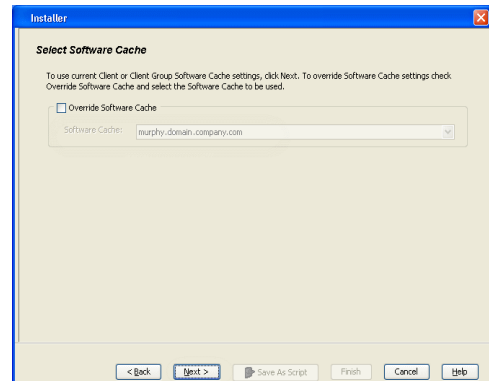 Installer
Select Software Cache
To use current Client or Client Group Software Cache settings, click Next. To override Software Cache settings check
Override Software Cache and select the Software Cache to be used.
Override Software Cache
Software Cache: murphy.domain.company.com
< Back Next > Save As Script Finish Cancel Help